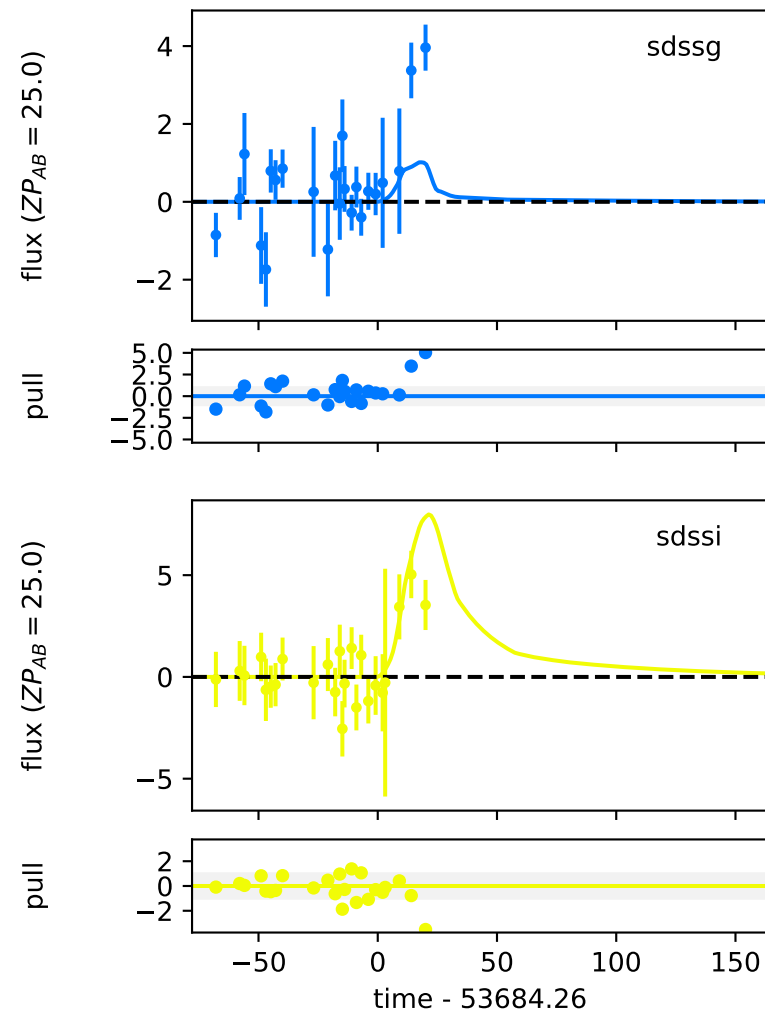 sdssg
flux (ZP_AB = 25.0)
4
2
0
−2
pull
5.0
2.5
0.0
−2.5
−5.0
sdssi
flux (ZP_AB = 25.0)
5
0
−5
pull
2
0
−2
−50 0 50 100 150
time - 53684.26